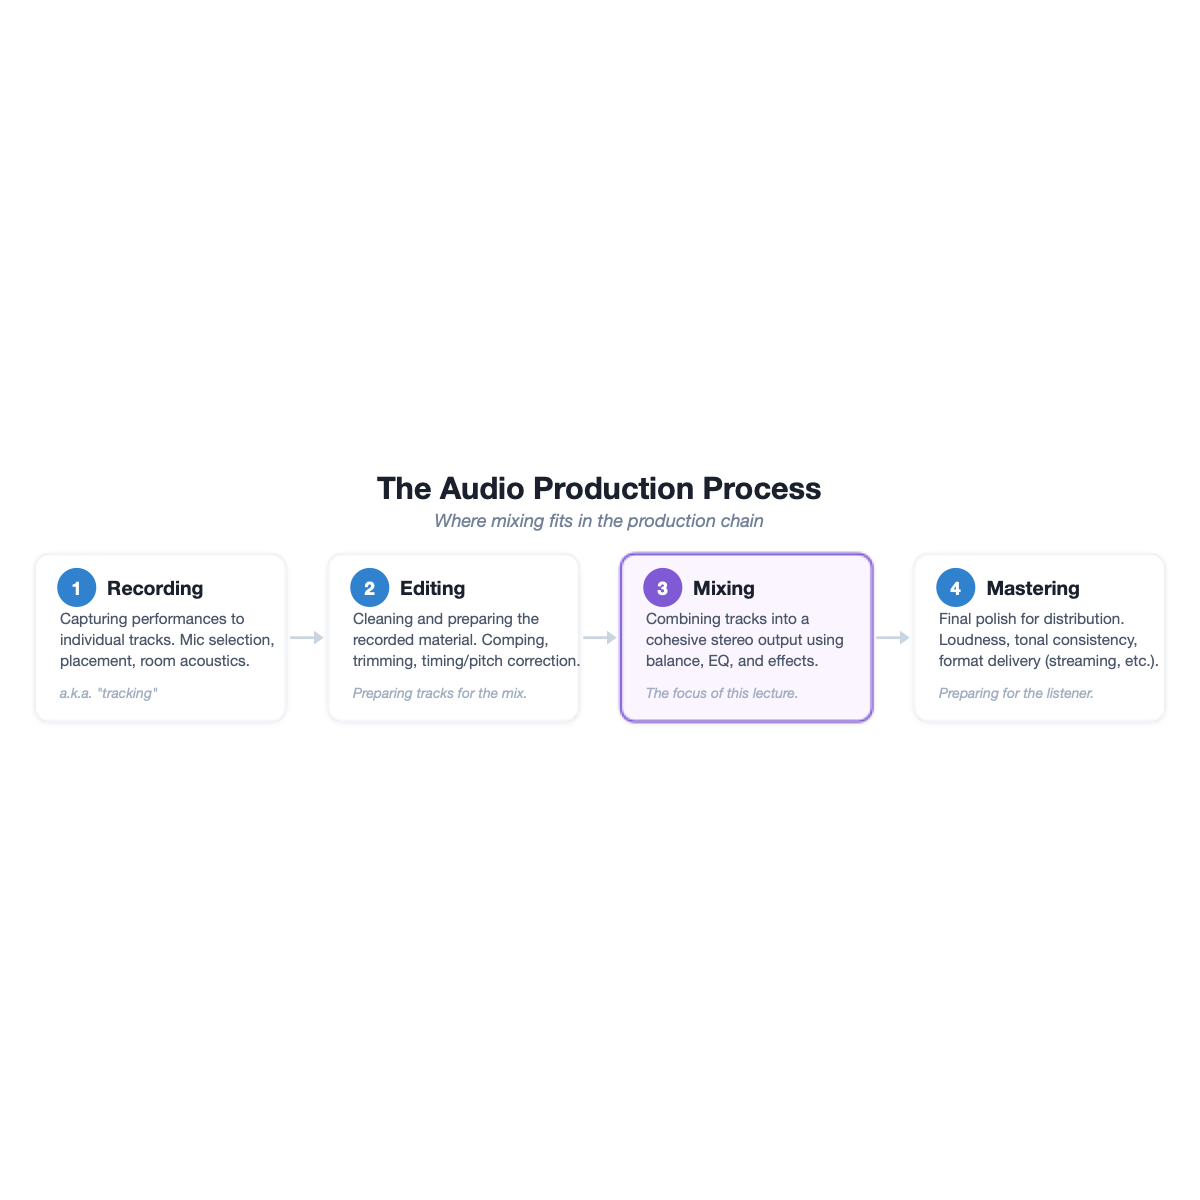 The Audio Production Process
Where mixing fits in the production chain
1 Recording
Capturing performances to
individual tracks. Mic selection,
placement, room acoustics.
a.k.a. "tracking"
2 Editing
Cleaning and preparing the
recorded material. Comping,
trimming, timing/pitch correction.
Preparing tracks for the mix.
3 Mixing
Combining tracks into a
cohesive stereo output using
balance, EQ, and effects.
The focus of this lecture.
4 Mastering
Final polish for distribution.
Loudness, tonal consistency,
format delivery (streaming, etc.).
Preparing for the listener.